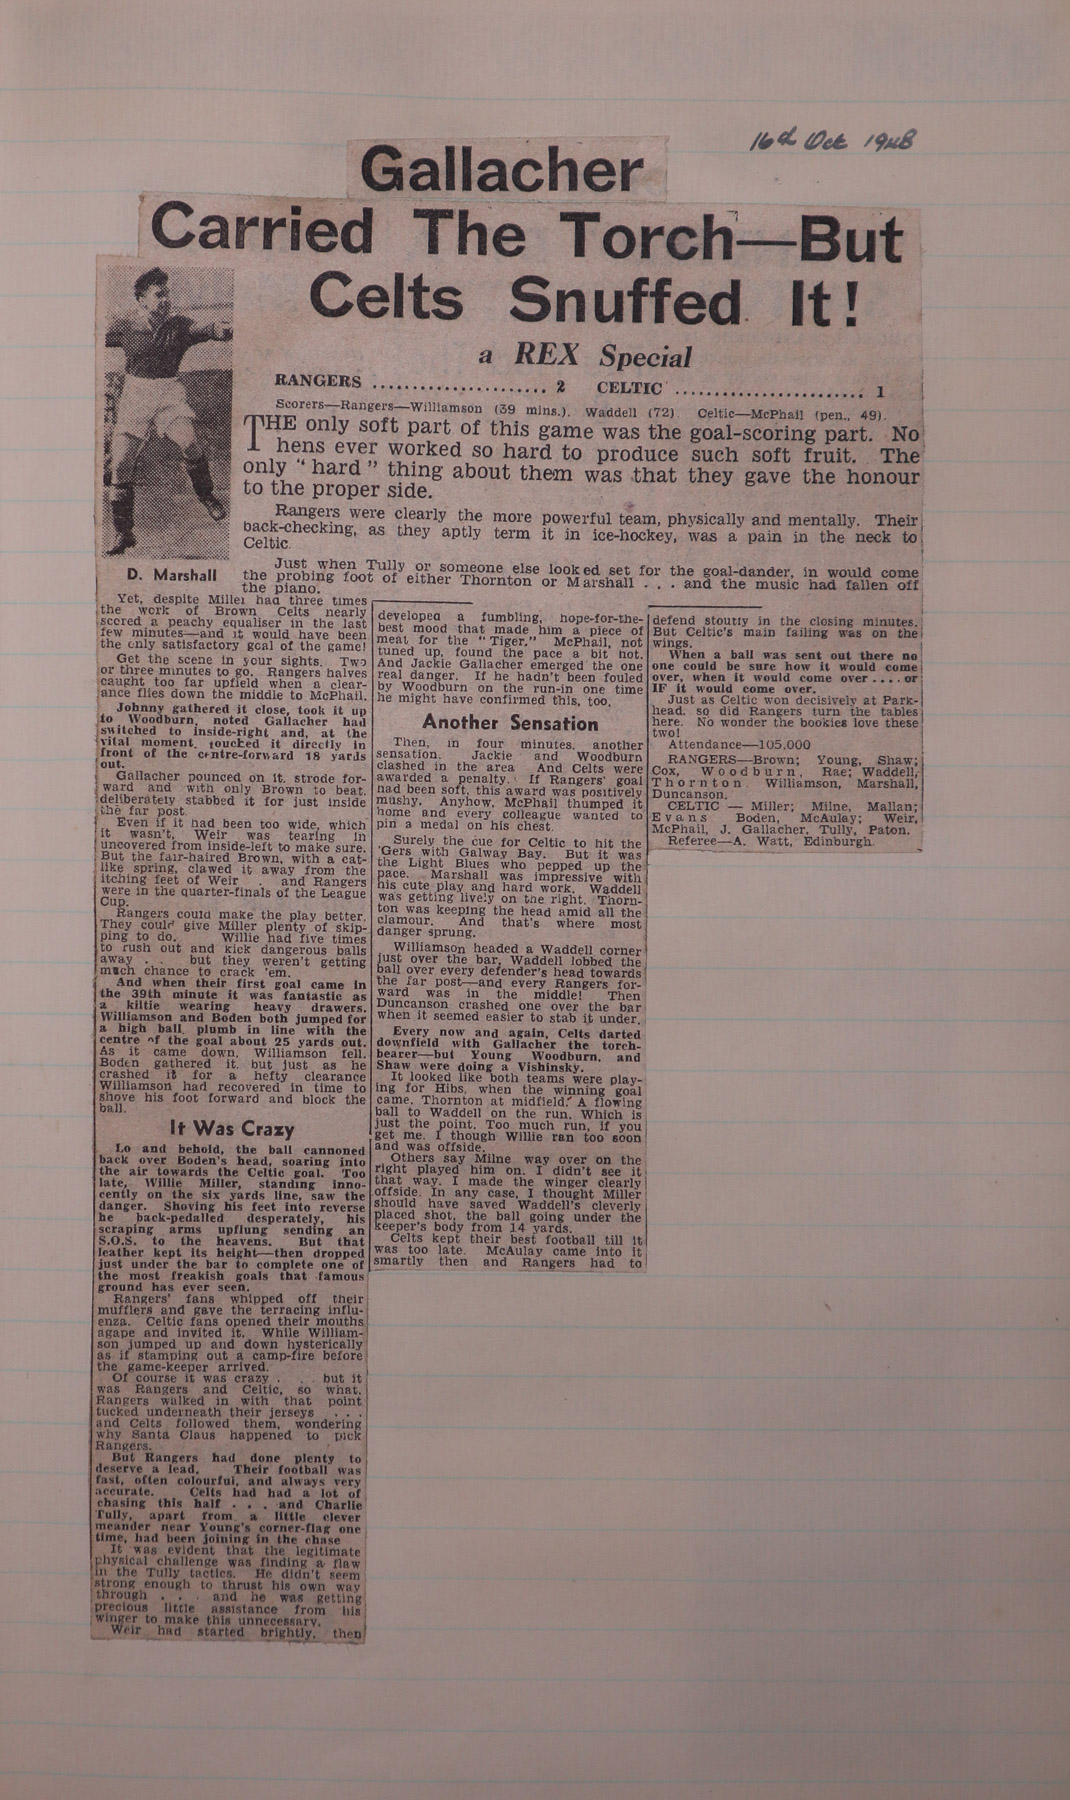 16th Oct 1948
Gallacher
Carried The Torch—But
Celts Snuffed It!
a REX Special
RANGERS ...................... 2 CELTIC ........................ 1
Scorers—Rangers—Williamson (39 mins.). Waddell (72). Celtic—McPhail (pen., 49).
THE only soft part of this game was the goal-scoring part. No
hens ever worked so hard to produce such soft fruit. The
only "hard" thing about them was that they gave the honour
to the proper side.
Rangers were clearly the more powerful team, physically and mentally. Their
back-checking, as they aptly term it in ice-hockey, was a pain in the neck to
Celtic.
Just when Tully or someone else looked set for the goal-dander, in would come
the probing foot of either Thornton or Marshall . . . and the music had fallen off
the piano.
D. Marshall
Yet, despite Miller had three times
the work of Brown Celts nearly
scored a peachy equaliser in the last
few minutes—and it would have been
the only satisfactory goal of the game!
Get the scene in your sights. Two
or three minutes to go. Rangers halves
caught too far upfield when a clear-
ance flies down the middle to McPhail.
Johnny gathered it close, took it up
to Woodburn, noted Gallacher had
switched to inside-right and, at the
vital moment, touched it directly in
front of the centre-forward 18 yards
out.
Gallacher pounced on it, strode for-
ward and with only Brown to beat,
deliberately stabbed it for just inside
the far post.
Even if it had been too wide, which
it wasn't, Weir was tearing in
uncovered from inside-left to make sure.
But the fair-haired Brown, with a cat-
like spring, clawed it away from the
itching feet of Weir . . and Rangers
were in the quarter-finals of the League
Cup.
Rangers could make the play better.
They could give Miller plenty of skip-
ping to do. Willie had five times
to rush out and kick dangerous balls
away . . but they weren't getting
much chance to crack 'em.
And when their first goal came in
the 39th minute it was fantastic as
a kiltie wearing heavy drawers.
Williamson and Boden both jumped for
a high ball, plumb in line with the
centre of the goal about 25 yards out.
As it came down, Williamson fell.
Boden gathered it, but just as he
crashed it for a hefty clearance
Williamson had recovered in time to
shove his foot forward and block the
ball.
It Was Crazy
Lo and behold, the ball cannoned
back over Boden's head, soaring into
the air towards the Celtic goal. Too
late, Willie Miller, standing inno-
cently on the six yards line, saw the
danger. Shoving his feet into reverse
he back-pedalled desperately, his
scraping arms upflung sending an
S.O.S. to the heavens. But that
leather kept its height—then dropped
just under the bar to complete one of
the most freakish goals that famous
ground has ever seen.
Rangers' fans whipped off their
mufflers and gave the terracing influ-
enza. Celtic fans opened their mouths
agape and invited it. While William-
son jumped up and down hysterically
as if stamping out a camp-fire before
the game-keeper arrived.
Of course it was crazy . . . but it
was Rangers and Celtic, so what.
Rangers walked in with that point
tucked underneath their jerseys . . .
and Celts followed them, wondering
why Santa Claus happened to pick
Rangers.
But Rangers had done plenty to
deserve a lead. Their football was
fast, often colourful, and always very
accurate. Celts had had a lot of
chasing this half . . . and Charlie
Tully, apart from a little clever
meander near Young's corner-flag one
time, had been joining in the chase
It was evident that the legitimate
physical challenge was finding a flaw
in the Tully tactics. He didn't seem
strong enough to thrust his own way
through . . . and he was getting
precious little assistance from his
winger to make this unnecessary.
Weir had started brightly, then
developed a fumbling, hope-for-the-
best mood that made him a piece of
meat for the "Tiger." McPhail, not
tuned up, found the pace a bit hot.
And Jackie Gallacher emerged the one
real danger. If he hadn't been fouled
by Woodburn on the run-in one time
he might have confirmed this, too.
Another Sensation
Then, in four minutes, another
sensation. Jackie and Woodburn
clashed in the area. And Celts were
awarded a penalty. If Rangers' goal
had been soft, this award was positively
mushy. Anyhow, McPhail thumped it
home and every colleague wanted to
pin a medal on his chest.
Surely the cue for Celtic to hit the
'Gers with Galway Bay. But it was
the Light Blues who pepped up the
pace. Marshall was impressive with
his cute play and hard work. Waddell
was getting lively on the right. Thorn-
ton was keeping the head amid all the
clamour. And that's where most
danger sprung.
Williamson headed a Waddell corner
just over the bar, Waddell lobbed the
ball over every defender's head towards
the far post—and every Rangers for-
ward was in the middle! Then
Duncanson crashed one over the bar
when it seemed easier to stab it under.
Every now and again, Celts darted
downfield with Gallacher the torch-
bearer—but Young Woodburn, and
Shaw were doing a Vishinsky.
It looked like both teams were play-
ing for Hibs, when the winning goal
came. Thornton at midfield. A flowing
ball to Waddell on the run. Which is
just the point. Too much run, if you
get me. I though Willie ran too soon
and was offside.
Others say Milne way over on the
right played him on. I didn't see it
that way. I made the winger clearly
offside. In any case, I thought Miller
should have saved Waddell's cleverly
placed shot, the ball going under the
keeper's body from 14 yards.
Celts kept their best football till it
was too late. McAulay came into it
smartly then and Rangers had to
defend stoutly in the closing minutes.
But Celtic's main failing was on the
wings.
When a ball was sent out there no
one could be sure how it would come
over, when it would come over .... or
IF it would come over.
Just as Celtic won decisively at Park-
head, so did Rangers turn the tables
here. No wonder the bookies love these
two!
Attendance—105,000
RANGERS—Brown; Young, Shaw;
Cox, Woodburn, Rae; Waddell,
Thornton Williamson, Marshall,
Duncanson.
CELTIC — Miller; Milne, Mallan;
Evans Boden, McAulay; Weir,
McPhail, J. Gallacher, Tully, Paton.
Referee—A. Watt, Edinburgh.